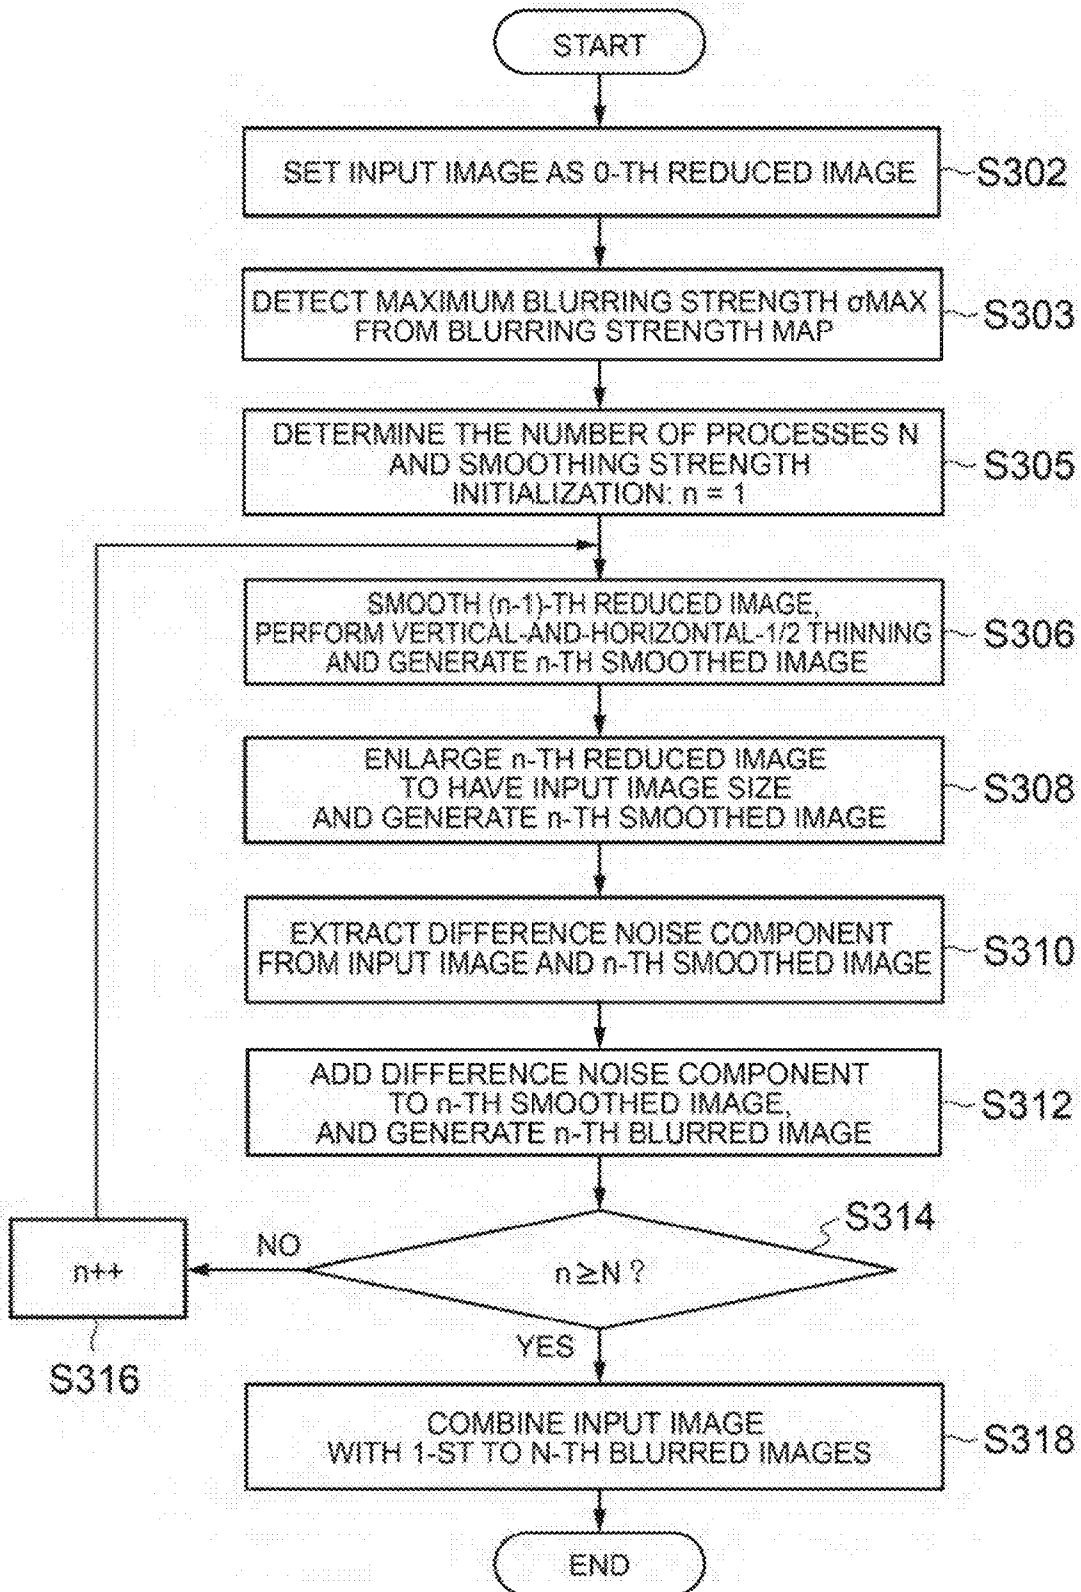 START
SET INPUT IMAGE AS 0-TH REDUCED IMAGE
S302
DETECT MAXIMUM BLURRING STRENGTH σMAX
FROM BLURRING STRENGTH MAP
S303
DETERMINE THE NUMBER OF PROCESSES N
AND SMOOTHING STRENGTH
INITIALIZATION: n = 1
S305
SMOOTH (n-1)-TH REDUCED IMAGE,
PERFORM VERTICAL-AND-HORIZONTAL-1/2 THINNING
AND GENERATE n-TH SMOOTHED IMAGE
S306
ENLARGE n-TH REDUCED IMAGE
TO HAVE INPUT IMAGE SIZE
AND GENERATE n-TH SMOOTHED IMAGE
S308
EXTRACT DIFFERENCE NOISE COMPONENT
FROM INPUT IMAGE AND n-TH SMOOTHED IMAGE
S310
ADD DIFFERENCE NOISE COMPONENT
TO n-TH SMOOTHED IMAGE,
AND GENERATE n-TH BLURRED IMAGE
S312
S314
n≥N ?
NO
n++
S316
YES
COMBINE INPUT IMAGE
WITH 1-ST TO N-TH BLURRED IMAGES
S318
END